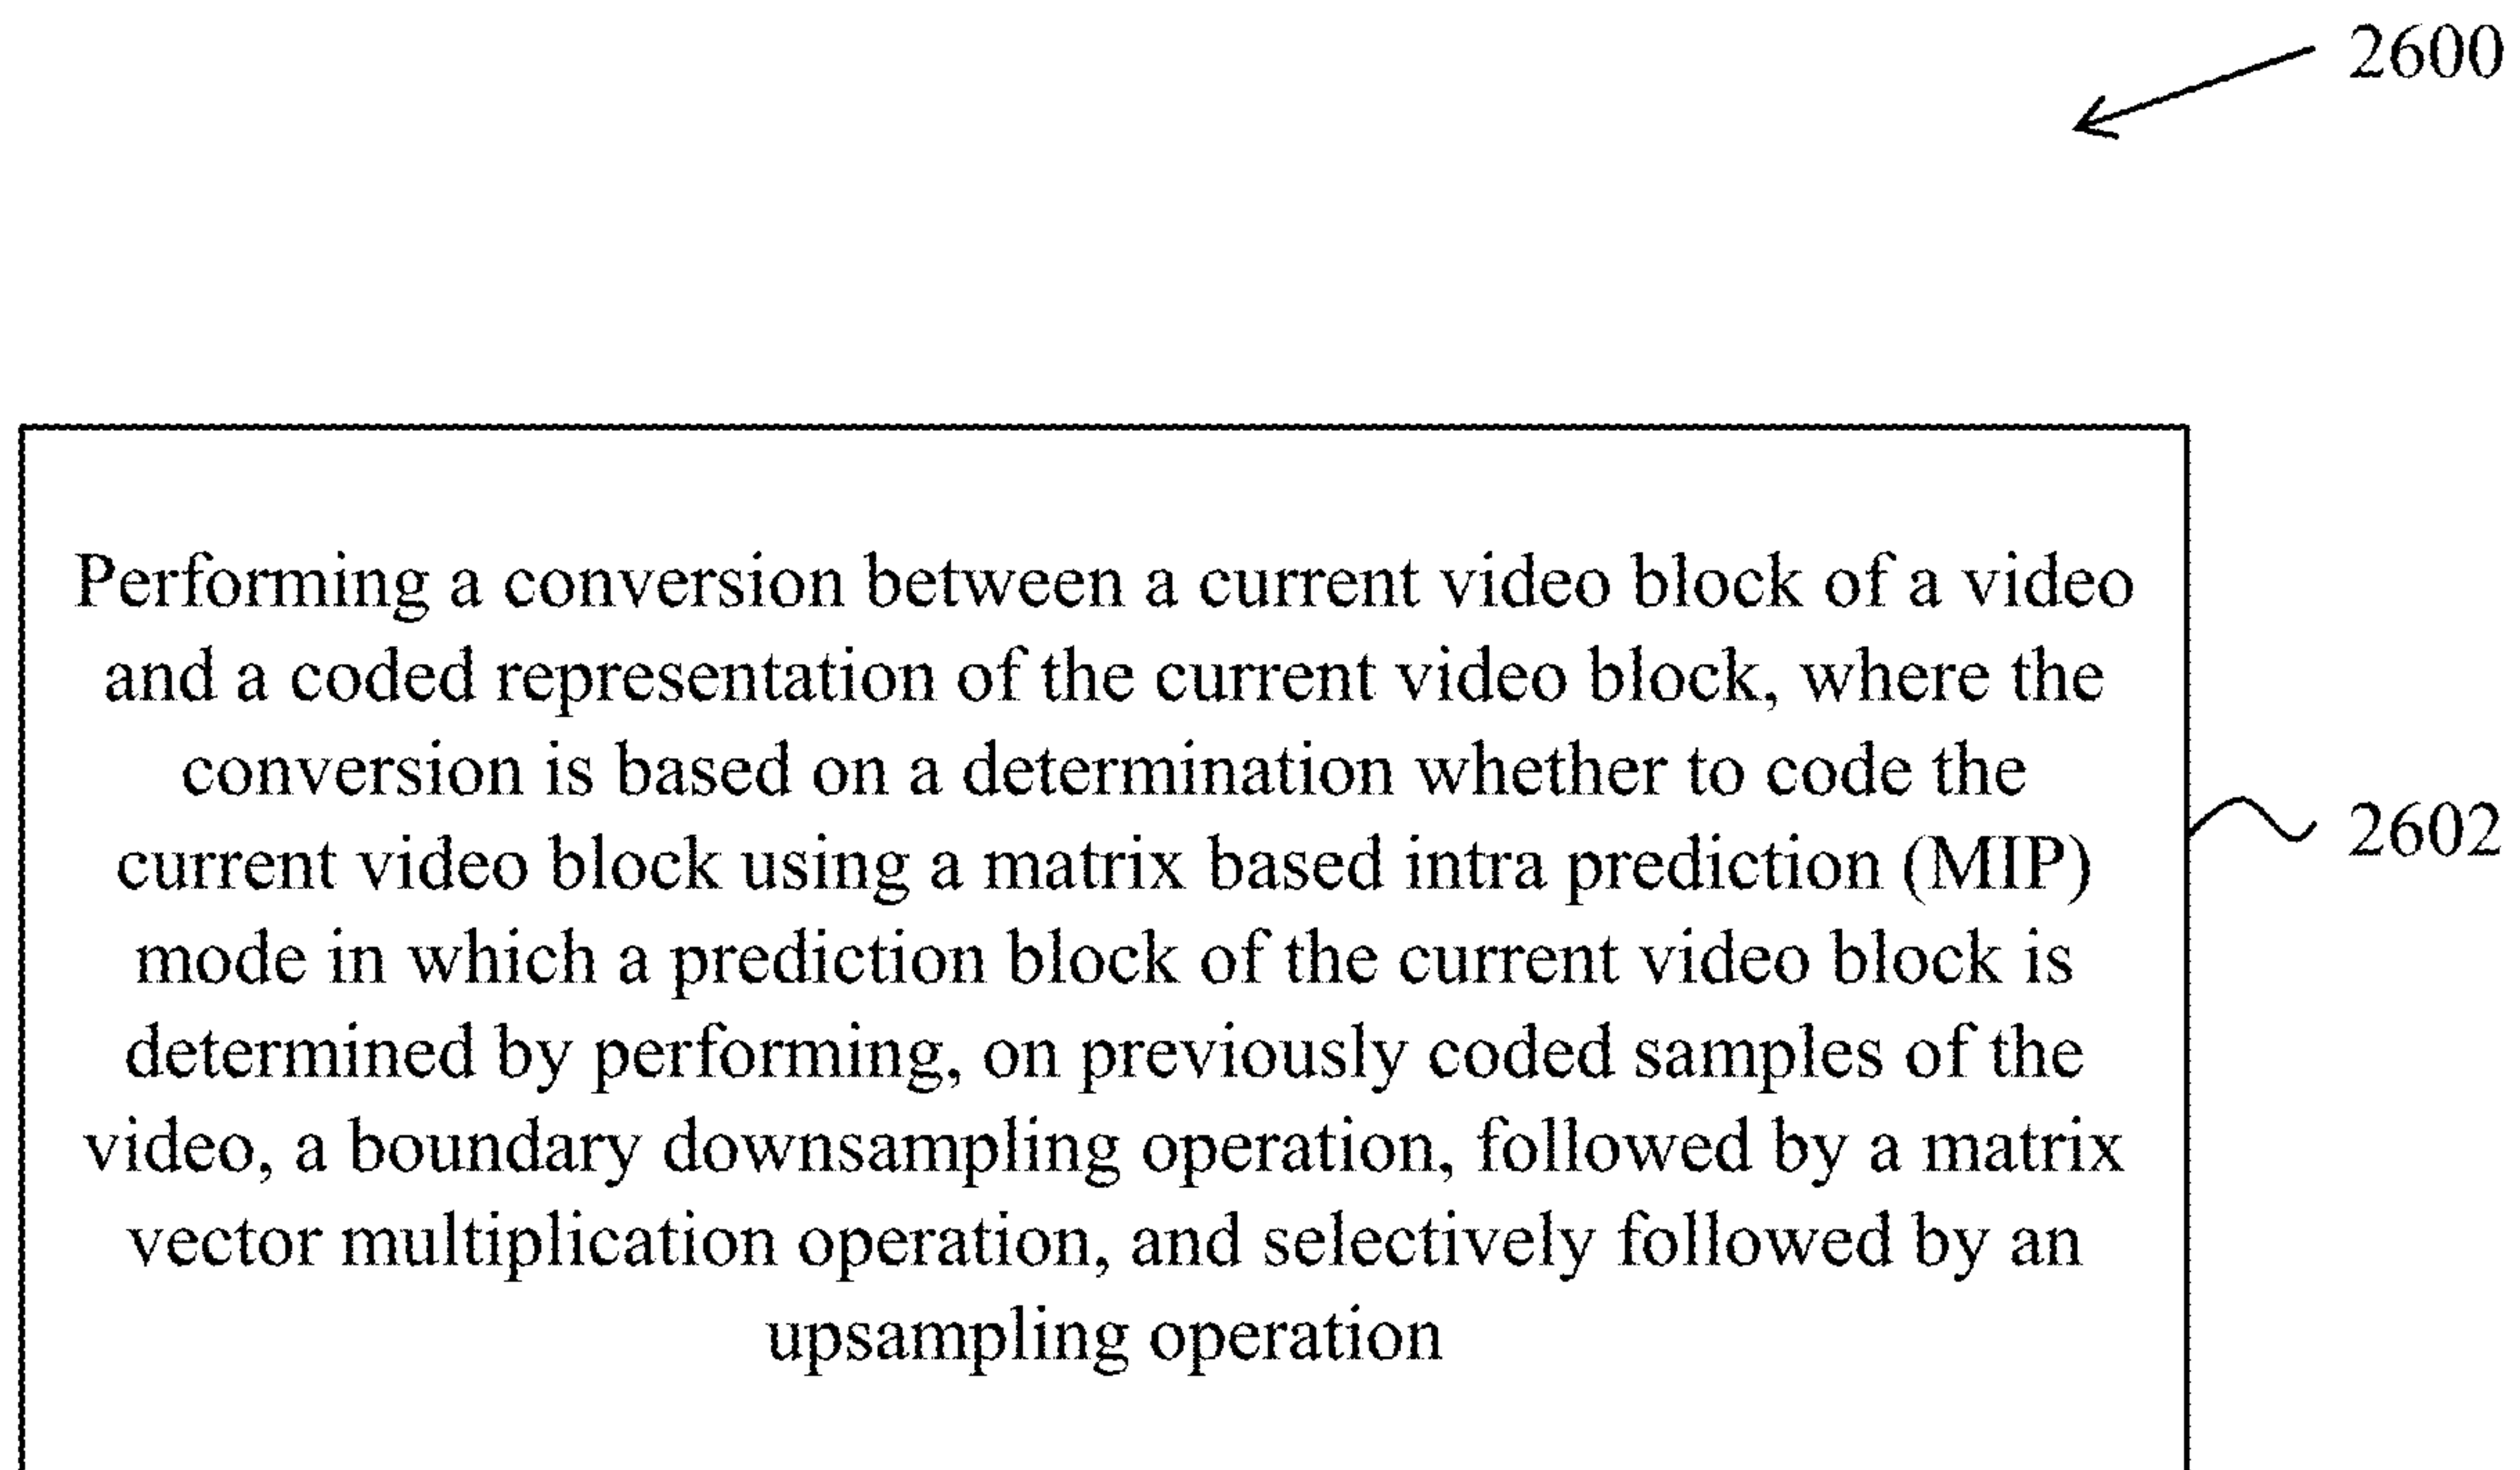 2600
Performing a conversion between a current video block of a video
and a coded representation of the current video block, where the
conversion is based on a determination whether to code the
current video block using a matrix based intra prediction (MIP)
mode in which a prediction block of the current video block is
determined by performing, on previously coded samples of the
video, a boundary downsampling operation, followed by a matrix
vector multiplication operation, and selectively followed by an
upsampling operation
2602